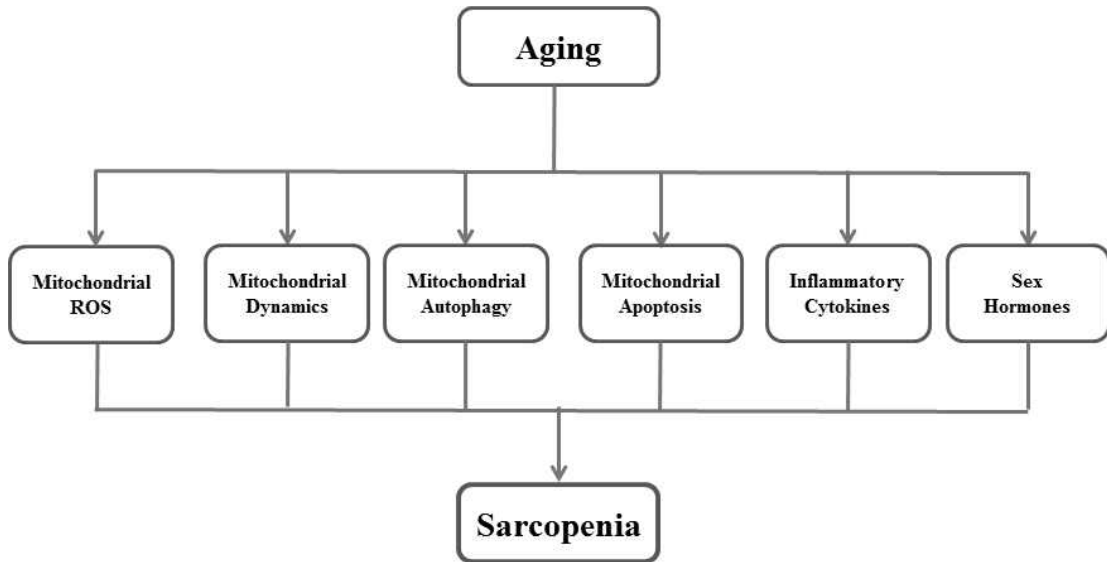 Aging
Mitochondrial
ROS
Mitochondrial
Dynamics
Mitochondrial
Autophagy
Mitochondrial
Apoptosis
Inflammatory
Cytokines
Sex
Hormones
Sarcopenia